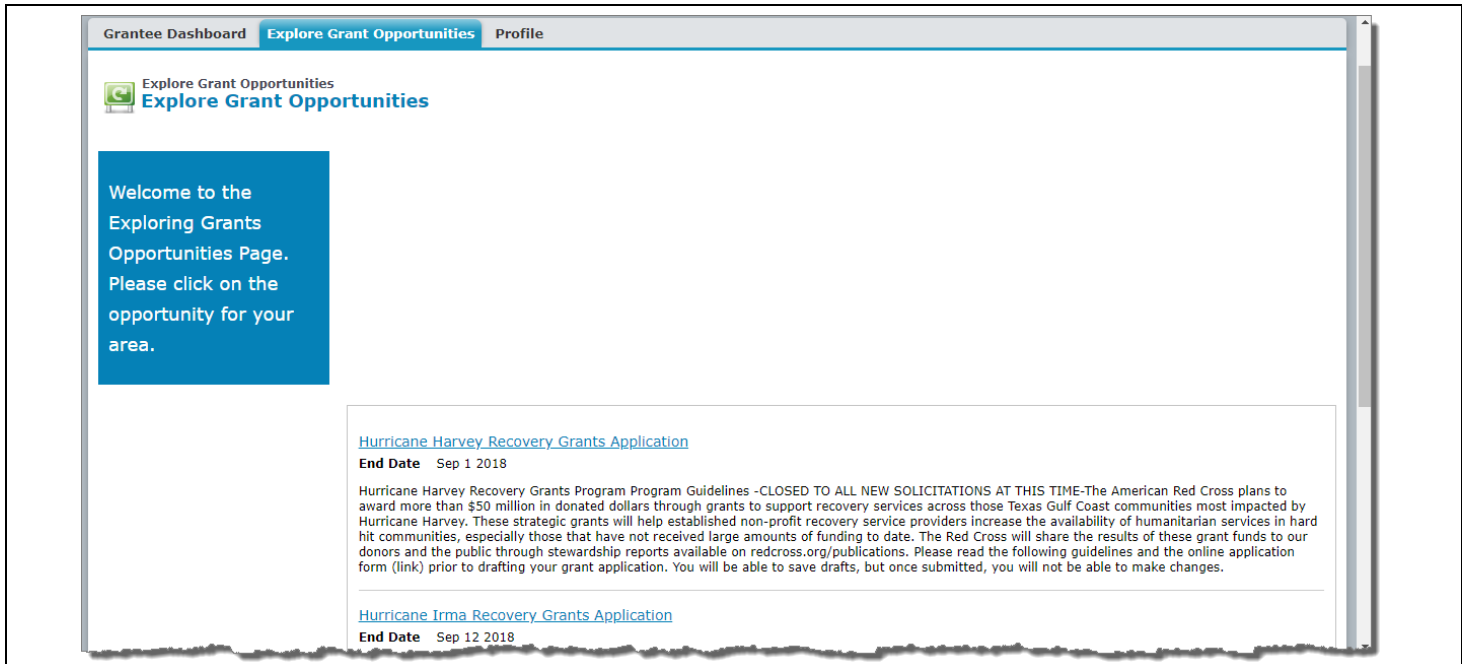 Grantee Dashboard Explore Grant Opportunities Profile
Explore Grant Opportunities
Explore Grant Opportunities
Welcome to the
Exploring Grants
Opportunities Page.
Please click on the
opportunity for your
area.
Hurricane Harvey Recovery Grants Application
End Date Sep 1 2018
Hurricane Harvey Recovery Grants Program Program Guidelines -CLOSED TO ALL NEW SOLICITATIONS AT THIS TIME-The American Red Cross plans to
award more than $50 million in donated dollars through grants to support recovery services across those Texas Gulf Coast communities most impacted by
Hurricane Harvey. These strategic grants will help established non-profit recovery service providers increase the availability of humanitarian services in hard
hit communities, especially those that have not received large amounts of funding to date. The Red Cross will share the results of these grant funds to our
donors and the public through stewardship reports available on redcross.org/publications. Please read the following guidelines and the online application
form (link) prior to drafting your grant application. You will be able to save drafts, but once submitted, you will not be able to make changes.
Hurricane Irma Recovery Grants Application
End Date Sep 12 2018